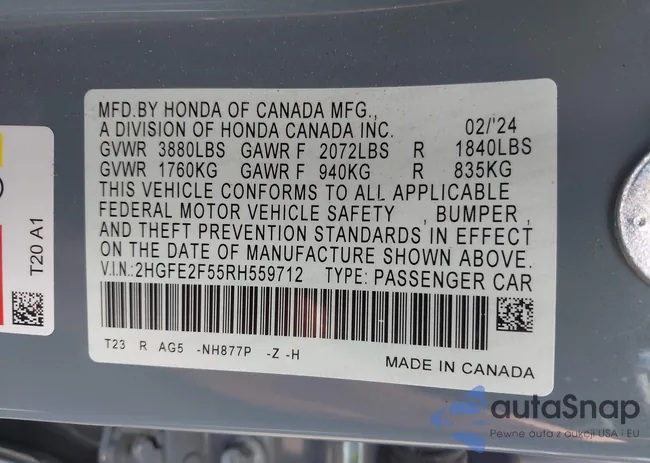 MFD.BY HONDA OF CANADA MFG.,
A DIVISION OF HONDA CANADA INC. 02/'24
GVWR 3880LBS GAWR F 2072LBS R 1840LBS
GVWR 1760KG GAWR F 940KG R 835KG
THIS VEHICLE CONFORMS TO ALL APPLICABLE
FEDERAL MOTOR VEHICLE SAFETY , BUMPER ,
AND THEFT PREVENTION STANDARDS IN EFFECT
ON THE DATE OF MANUFACTURE SHOWN ABOVE.
V.I.N.:2HGFE2F55RH559712 TYPE: PASSENGER CAR
T23 R AG5 -NH877P -Z -H
MADE IN CANADA
T20 A1
autaSnap
Pewne auta z aukcji USA i EU